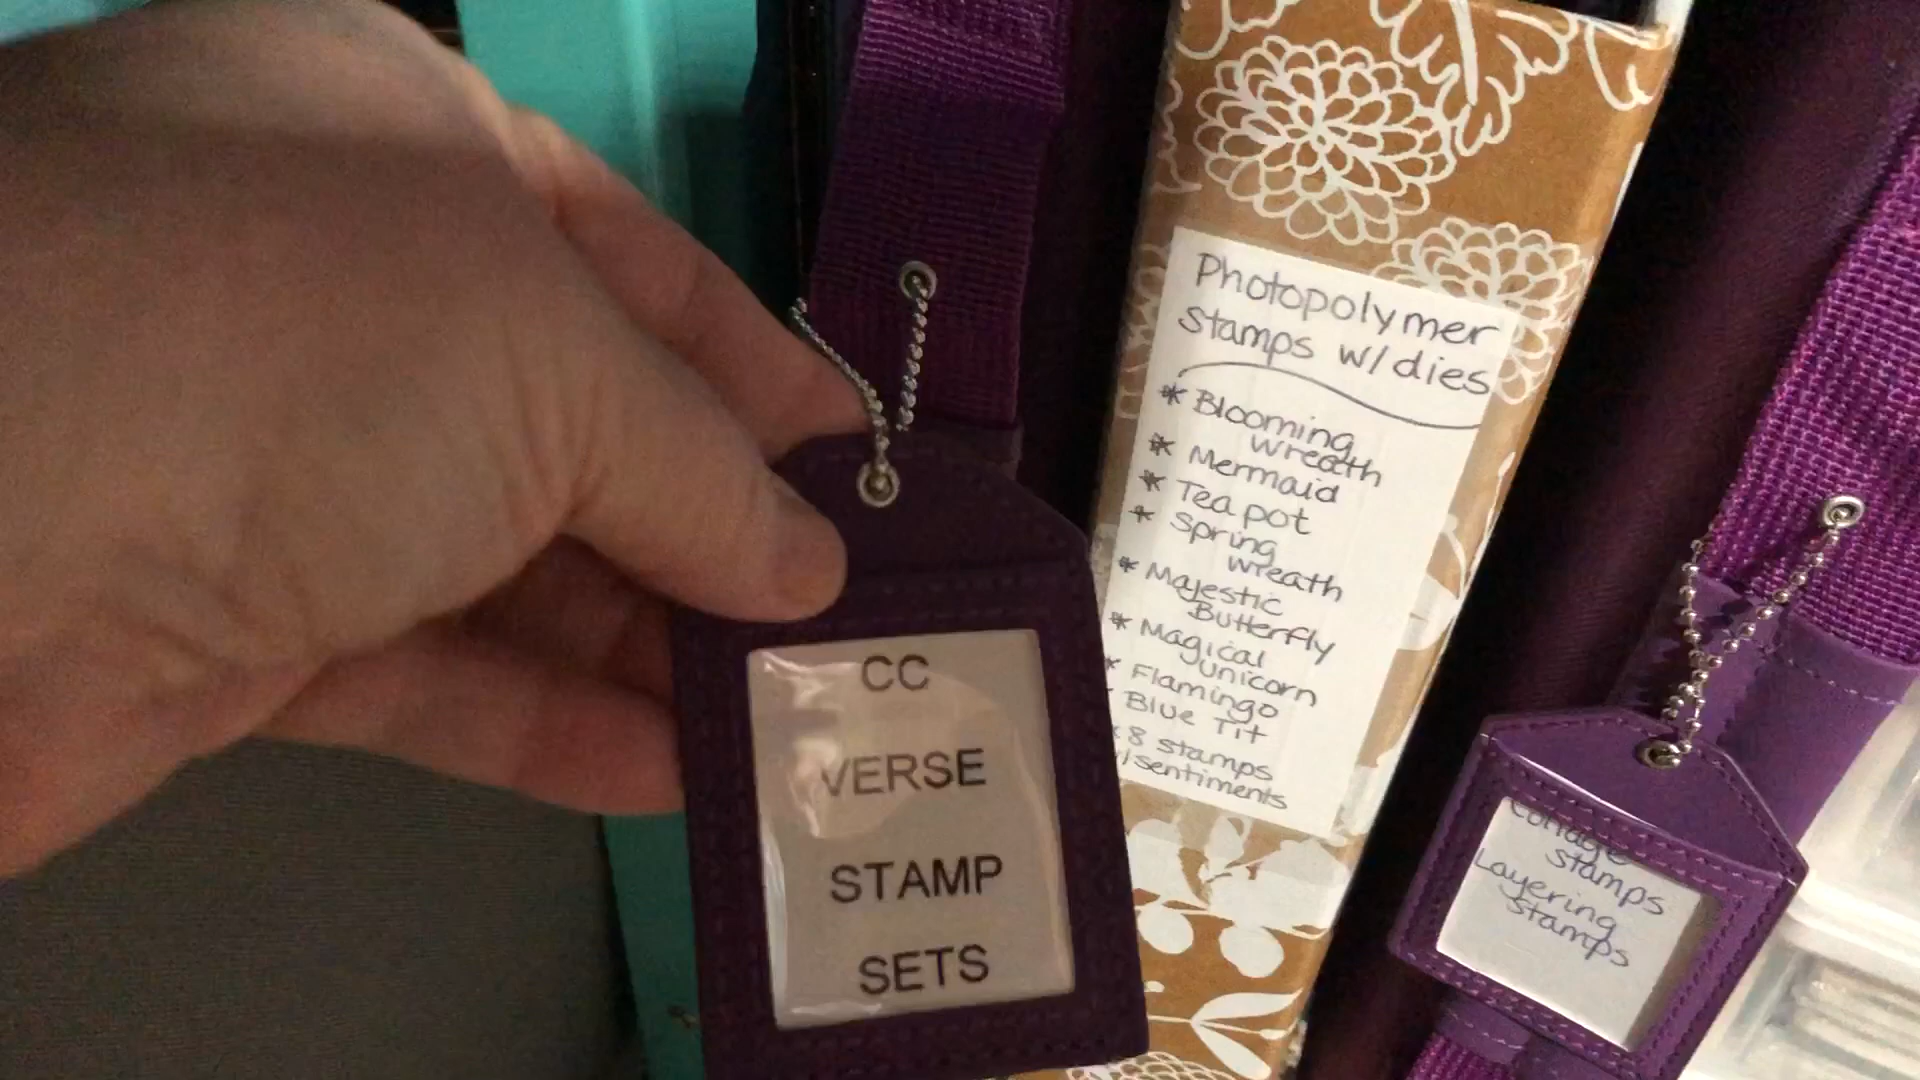 CC
VERSE
STAMP
SETS
Photopolymer
stamps w/dies
* Blooming
wreath
* Mermaid
* Tea pot
* Spring
wreath
* Majestic
Butterfly
* Magical
unicorn
* Flamingo
* Blue Tit
* 8 stamps
w/sentiments
Collage
stamps
Layering
stamps